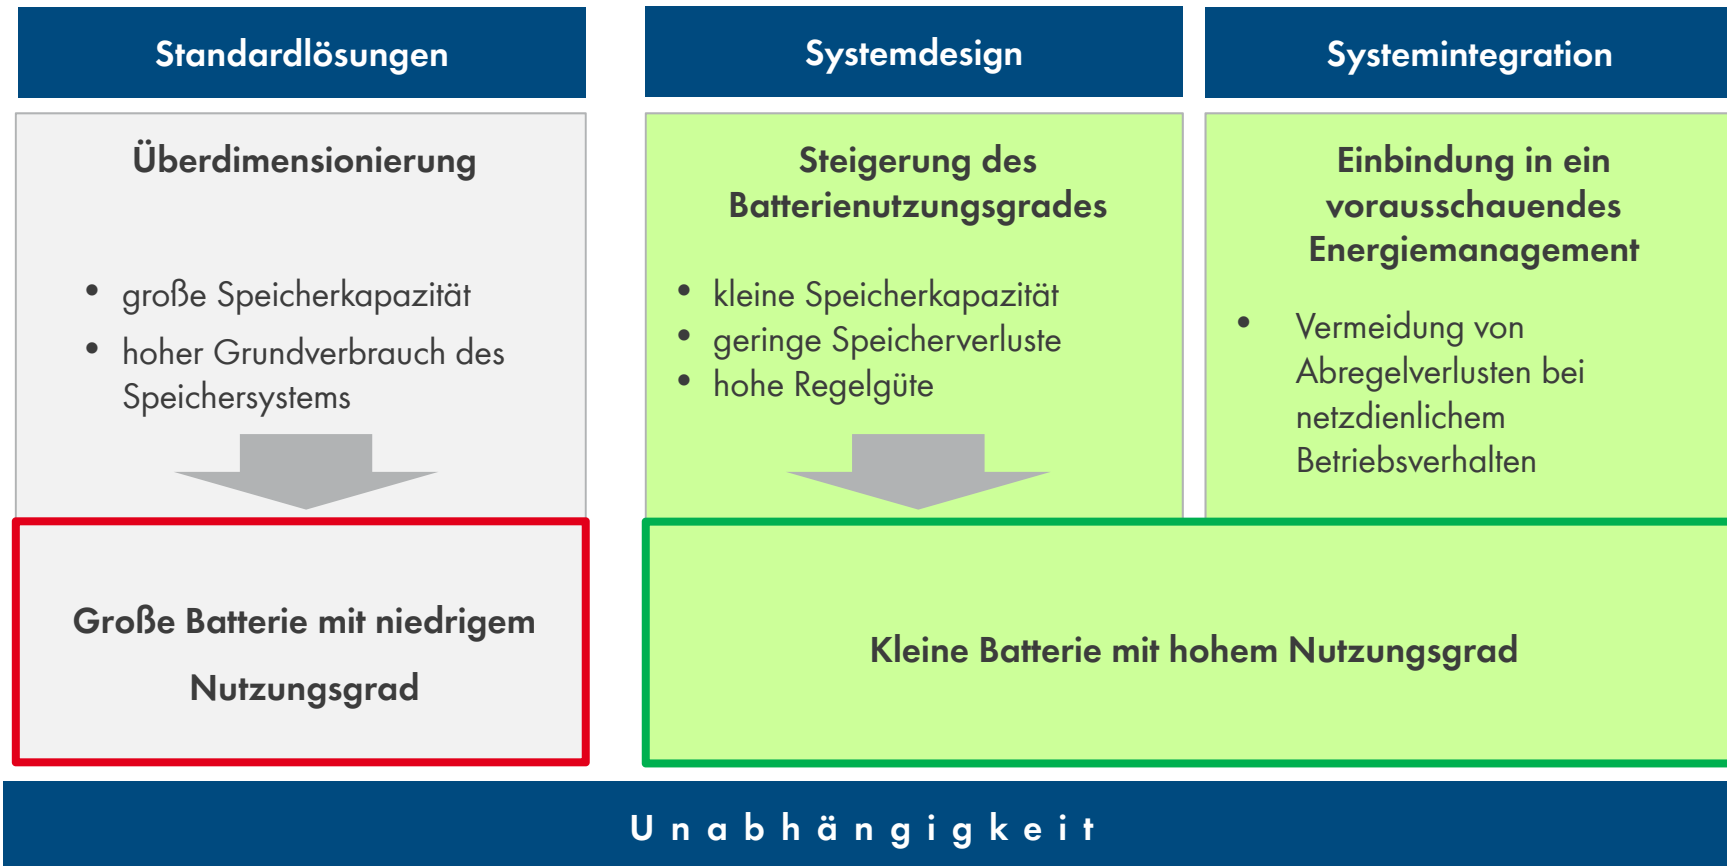 Standardlösungen
Überdimensionierung
• große Speicherkapazität
• hoher Grundverbrauch des
Speichersystems
Große Batterie mit niedrigem
Nutzungsgrad
Systemdesign
Steigerung des
Batterienutzungsgrades
• kleine Speicherkapazität
• geringe Speicherverluste
• hohe Regelgüte
Systemintegration
Einbindung in ein
vorausschauendes
Energiemanagement
• Vermeidung von
Abregelverlusten bei
netzdienlichem
Betriebsverhalten
Kleine Batterie mit hohem Nutzungsgrad
Unabhängigkeit